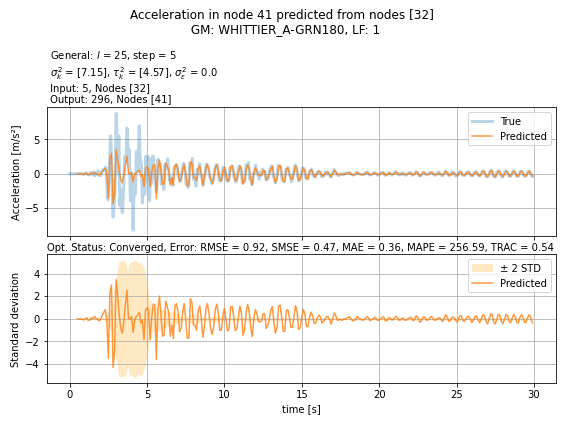 Acceleration in node 41 predicted from nodes [32]
GM: WHITTIER_A-GRN180, LF: 1
General: l = 25, step = 5
σ²ₖ = [7.15], τ²ₖ = [4.57], σ²ε = 0.0
Input: 5, Nodes [32]
Output: 296, Nodes [41]
Acceleration [m/s²]
5
0
−5
True
Predicted
Opt. Status: Converged, Error: RMSE = 0.92, SMSE = 0.47, MAE = 0.36, MAPE = 256.59, TRAC = 0.54
Standard deviation
4
2
0
−2
−4
± 2 STD
Predicted
0 5 10 15 20 25 30
time [s]